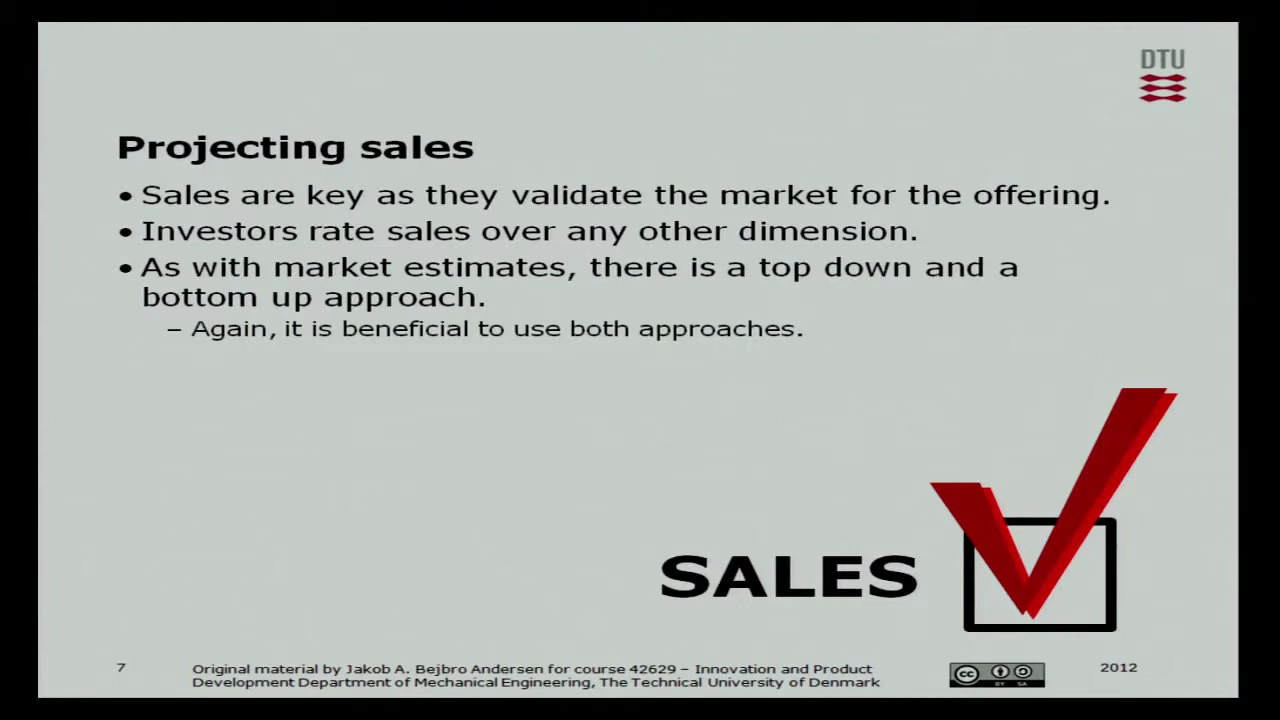 DTU
Projecting sales
• Sales are key as they validate the market for the offering.
• Investors rate sales over any other dimension.
• As with market estimates, there is a top down and a
bottom up approach.
– Again, it is beneficial to use both approaches.
SALES
7
Original material by Jakob A. Bejbro Andersen for course 42629 – Innovation and Product
Development Department of Mechanical Engineering, The Technical University of Denmark
cc
BY SA
2012